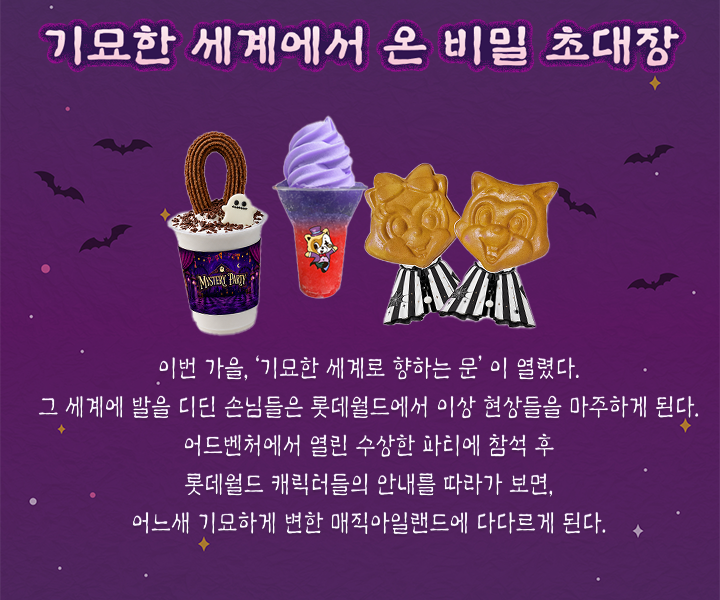 기묘한 세계에서 온 비밀 초대장
MYSTERY PARTY
이번 가을, ‘기묘한 세계로 향하는 문’ 이 열렸다.
그 세계에 발을 디딘 손님들은 롯데월드에서 이상 현상들을 마주하게 된다.
어드벤처에서 열린 수상한 파티에 참석 후
롯데월드 캐릭터들의 안내를 따라가 보면,
어느새 기묘하게 변한 매직아일랜드에 다다르게 된다.